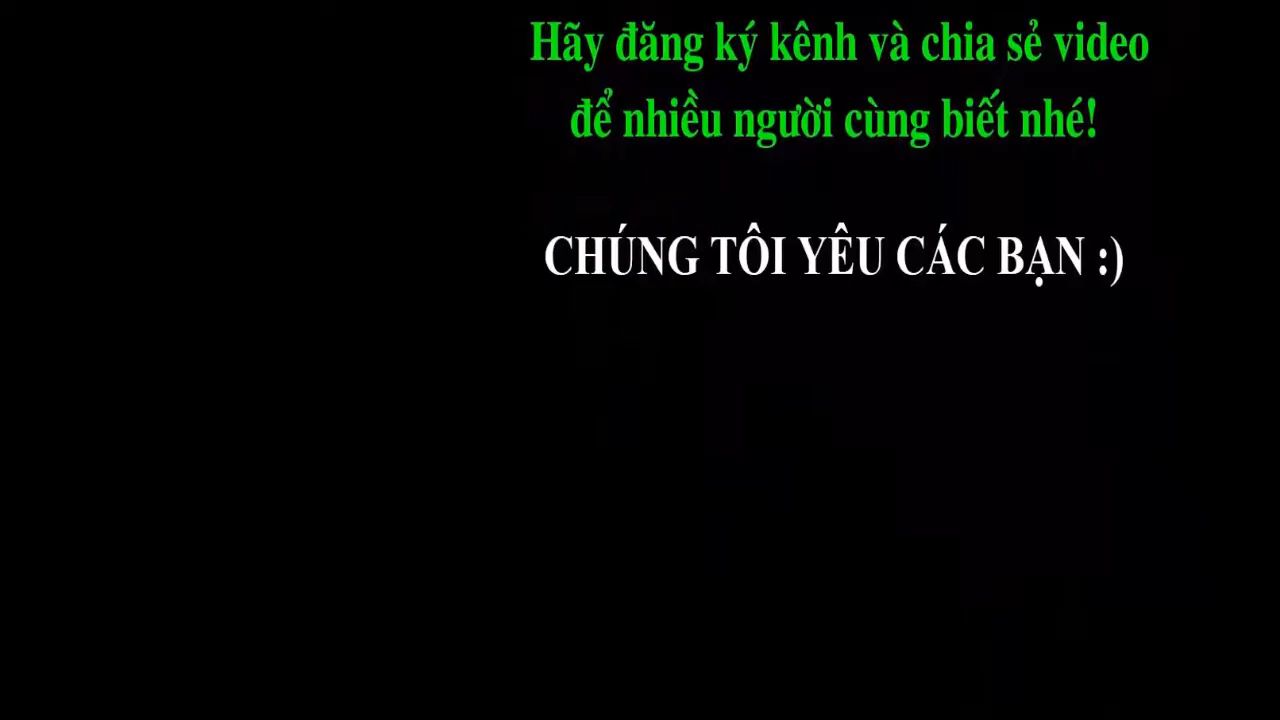 Hãy đăng ký kênh và chia sẻ video
để nhiều người cùng biết nhé!
CHÚNG TÔI YÊU CÁC BẠN :)